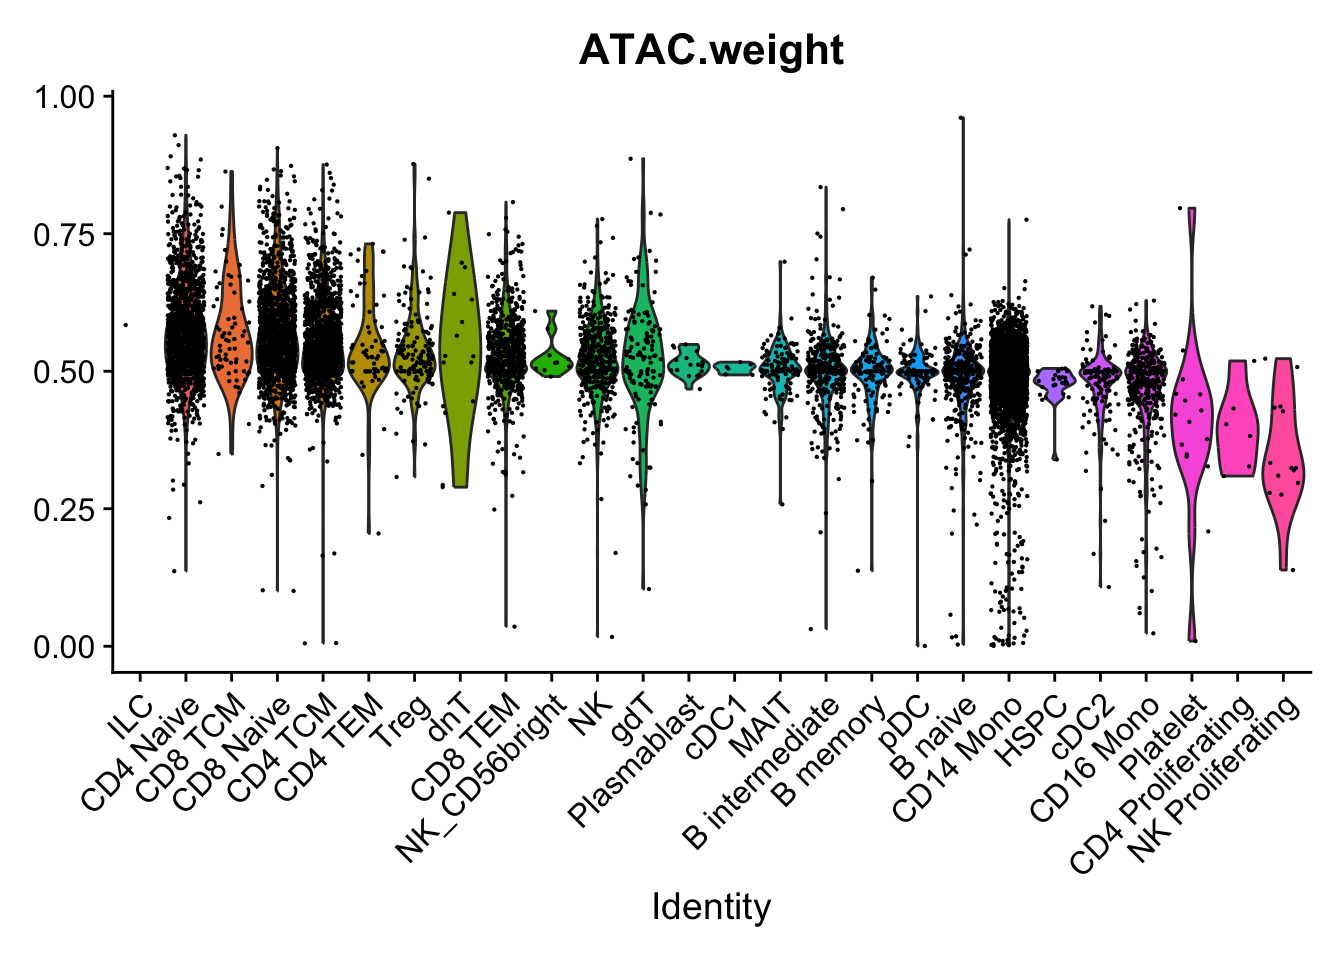 ATAC.weight
1.00
0.75
0.50
0.25
0.00
ILC
CD4 Naive
CD8 TCM
CD8 Naive
CD4 TCM
CD4 TEM
Treg
dnT
CD8 TEM
NK_CD56bright
NK
gdT
Plasmablast
cDC1
MAIT
B intermediate
B memory
pDC
B naive
CD14 Mono
HSPC
cDC2
CD16 Mono
Platelet
CD4 Proliferating
NK Proliferating
Identity